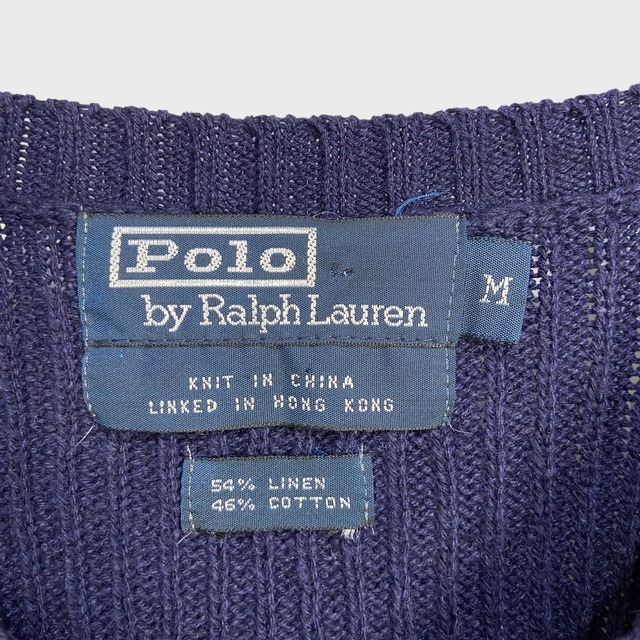 Polo
by Ralph Lauren
M
KNIT IN CHINA
LINKED IN HONG KONG
54% LINEN
46% COTTON